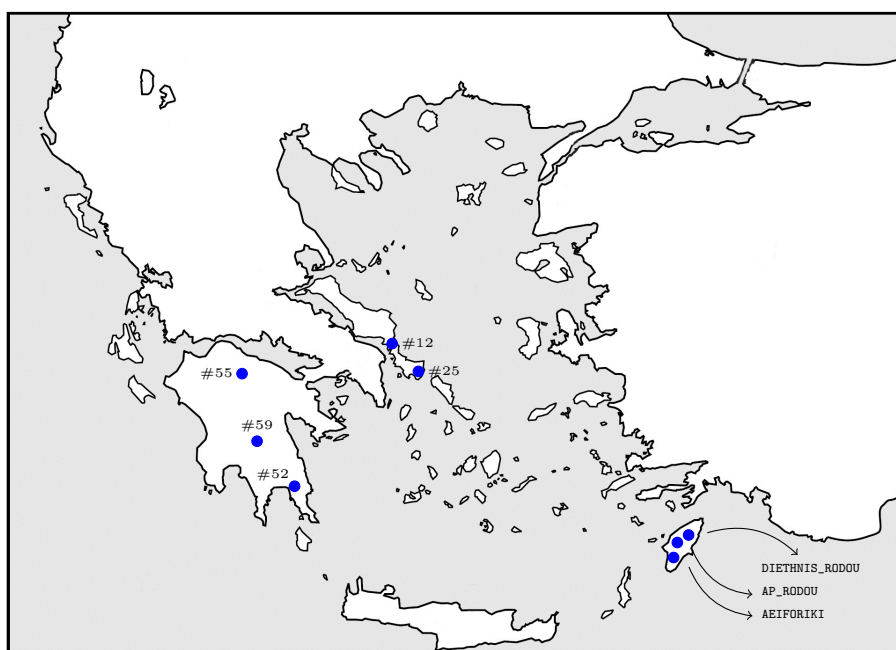 #12
#25
#55
#59
#52
DIETHNIS_RODOU
AP_RODOU
AEIFORIKI